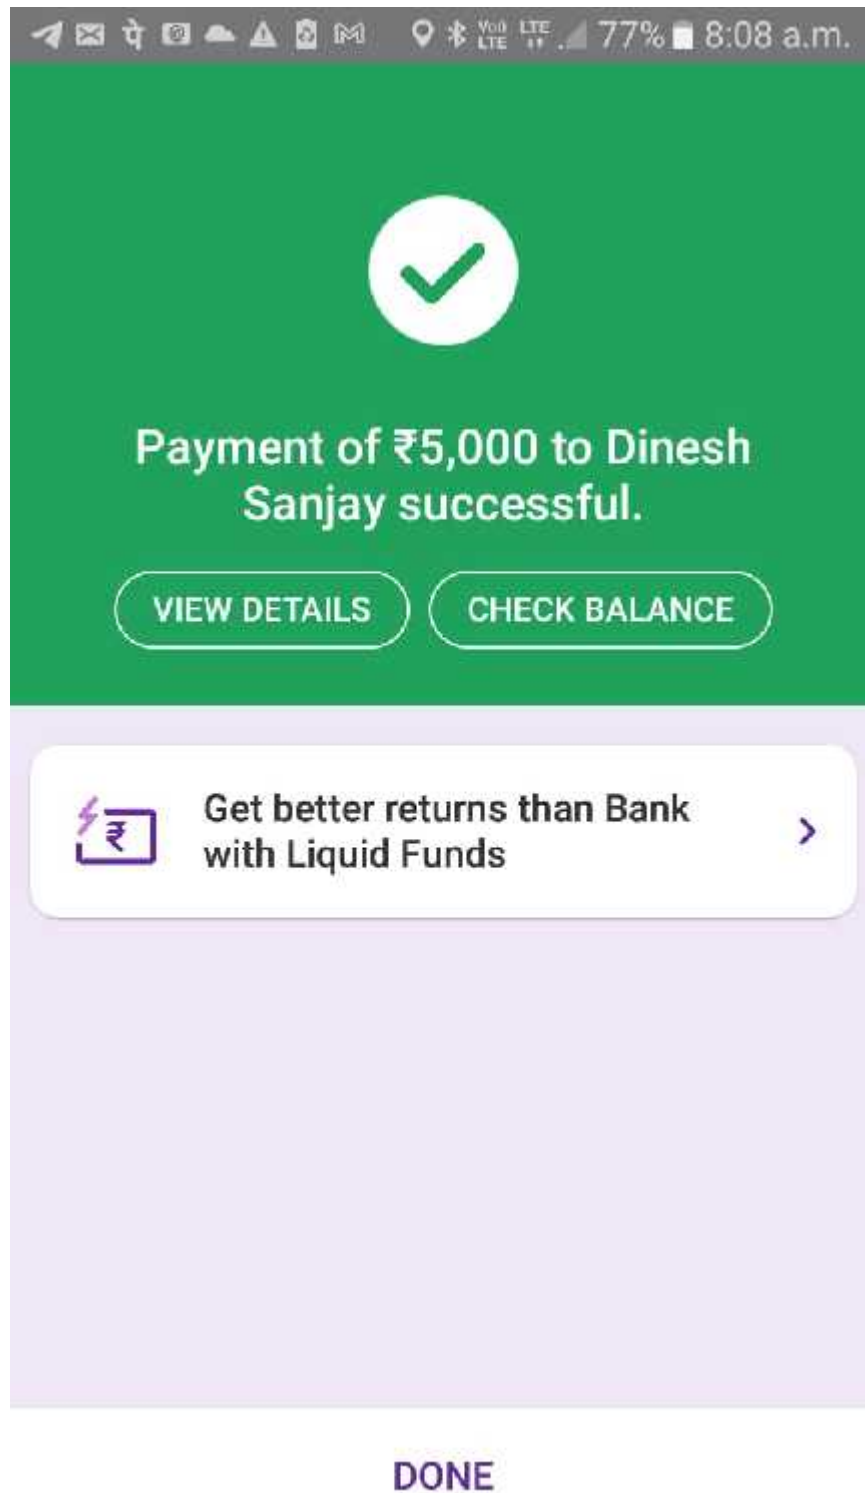 पे 77% 8:08 a.m.
Payment of ₹5,000 to Dinesh
Sanjay successful.
VIEW DETAILS CHECK BALANCE
Get better returns than Bank
with Liquid Funds
₹
DONE